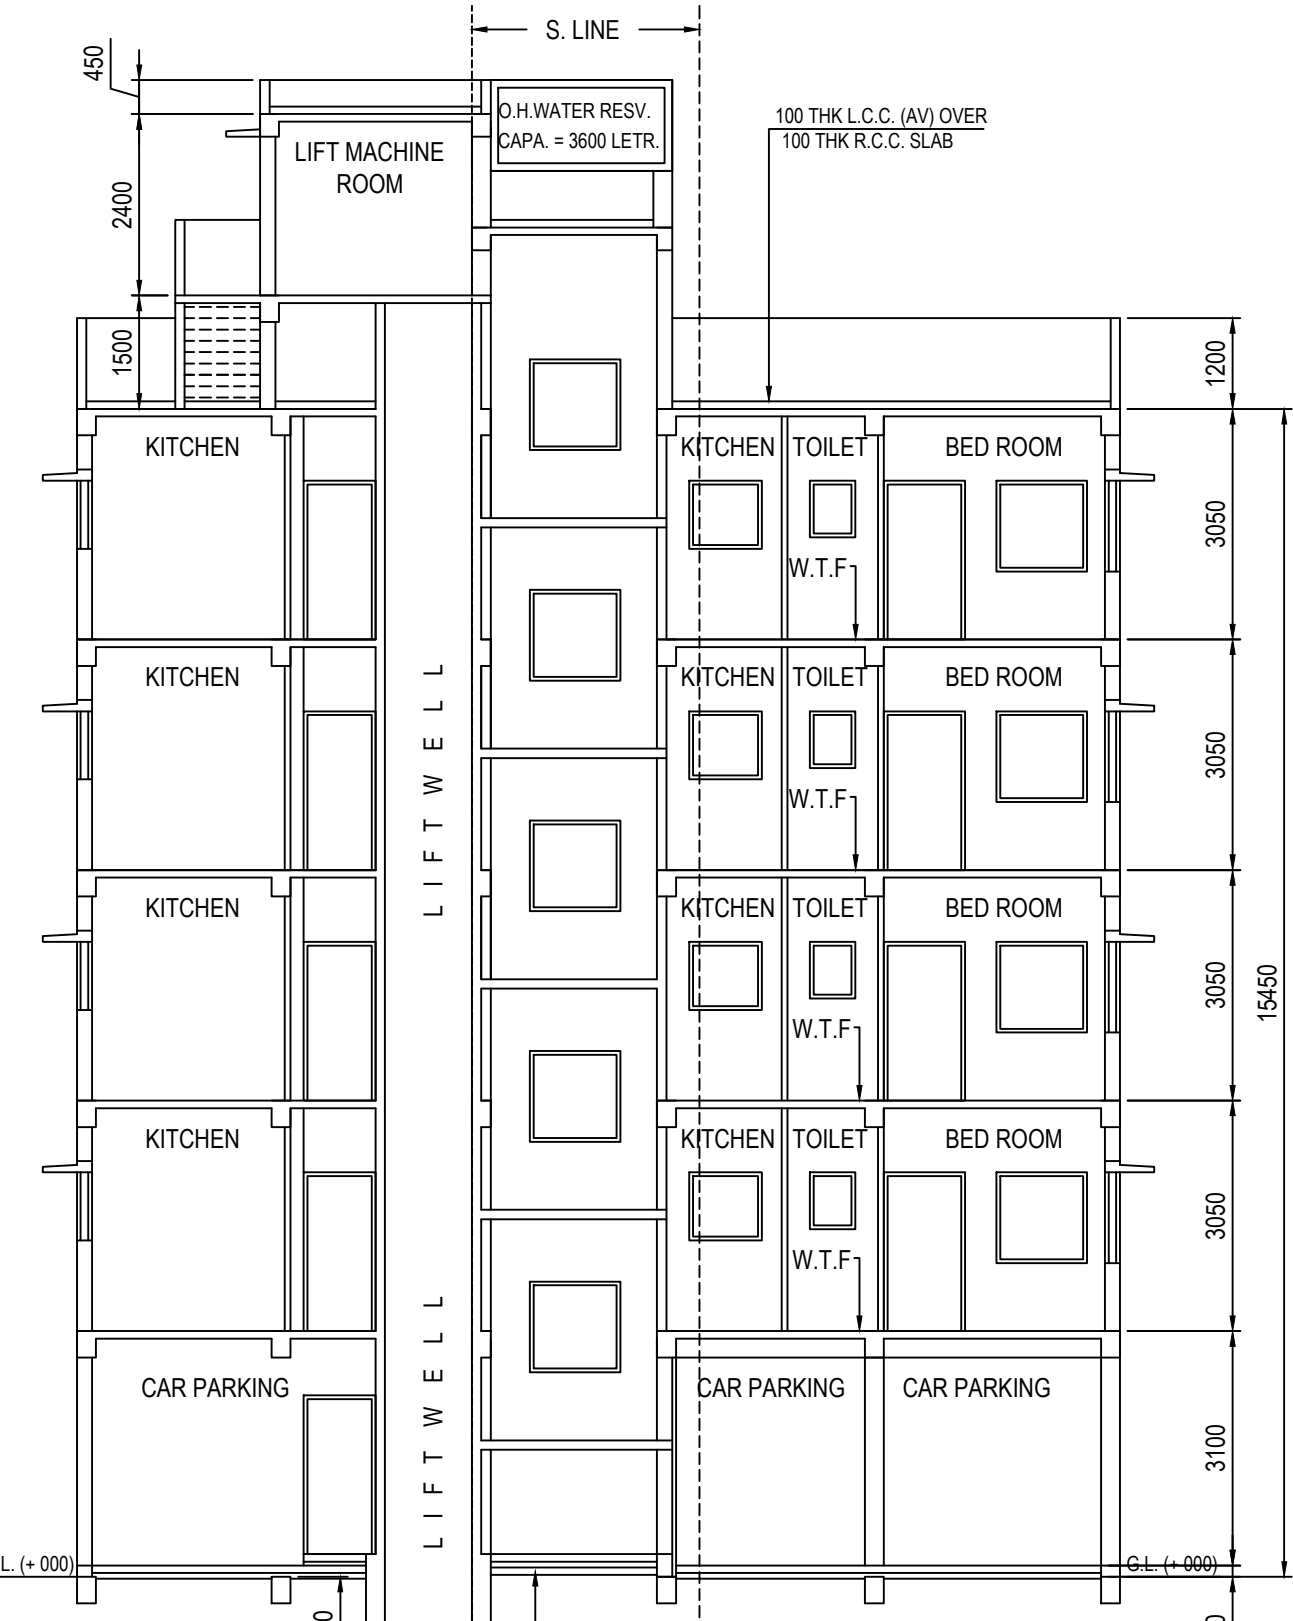 S. LINE
450
O.H.WATER RESV.
CAPA. = 3600 LETR.
100 THK L.C.C. (AV) OVER
100 THK R.C.C. SLAB
LIFT MACHINE
ROOM
2400
1500
1200
KITCHEN
KITCHEN
TOILET
BED ROOM
3050
W.T.F
KITCHEN
KITCHEN
TOILET
BED ROOM
3050
W.T.F
LIFT WELL
KITCHEN
KITCHEN
TOILET
BED ROOM
3050
15450
W.T.F
KITCHEN
KITCHEN
TOILET
BED ROOM
3050
W.T.F
LIFT WELL
CAR PARKING
CAR PARKING
CAR PARKING
3100
L. (+ 000)
G.L. (+ 000)